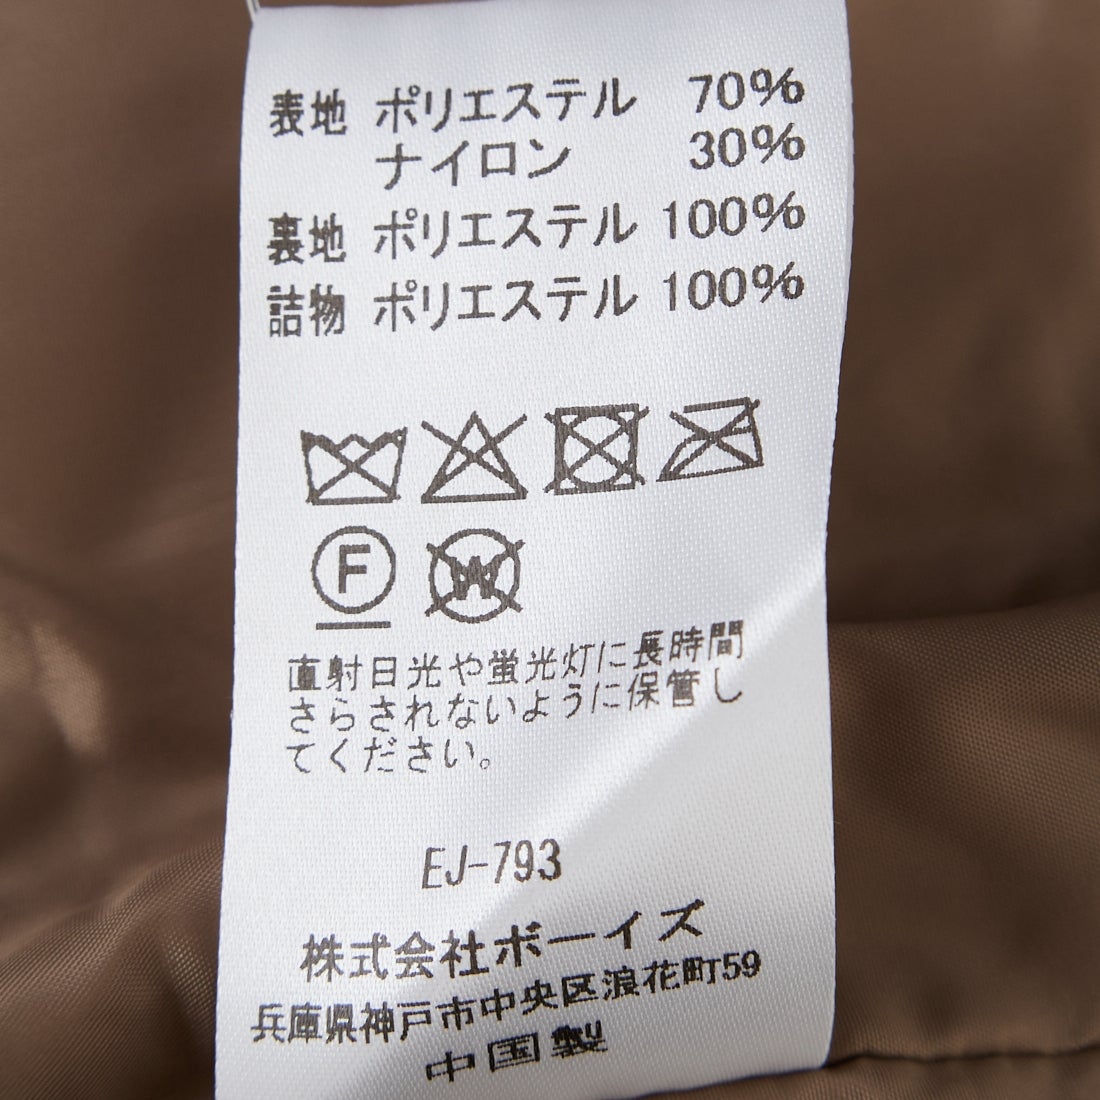 表地 ポリエステル 70%
ナイロン 30%
裏地 ポリエステル 100%
詰物 ポリエステル 100%
F
W
直射日光や蛍光灯に長時間
さらされないように保管し
てください。
EJ-793
株式会社ボーイズ
兵庫県神戸市中央区浪花町59
中国製